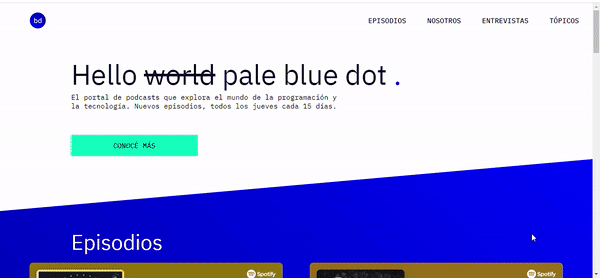 bd
EPISODIOS NOSOTROS ENTREVISTAS TÓPICOS
Hello world pale blue dot .
El portal de podcasts que explora el mundo de la programación y
la tecnología. Nuevos episodios, todos los jueves cada 15 días.
CONOCÉ MÁS
Episodios
Spotify Spotify